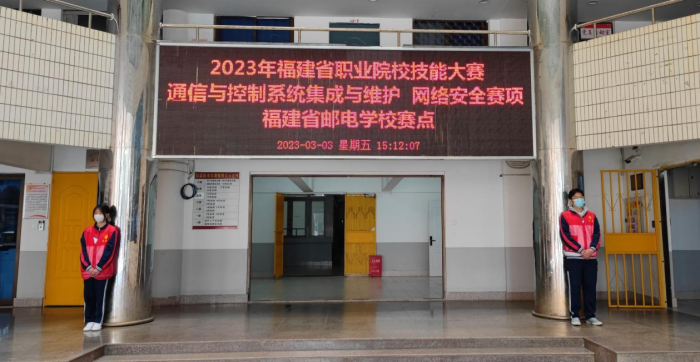 2023年福建省职业院校技能大赛
通信与控制系统集成与维护 网络安全赛项
福建省邮电学校赛点
2023-03-03 星期五 15:12:07